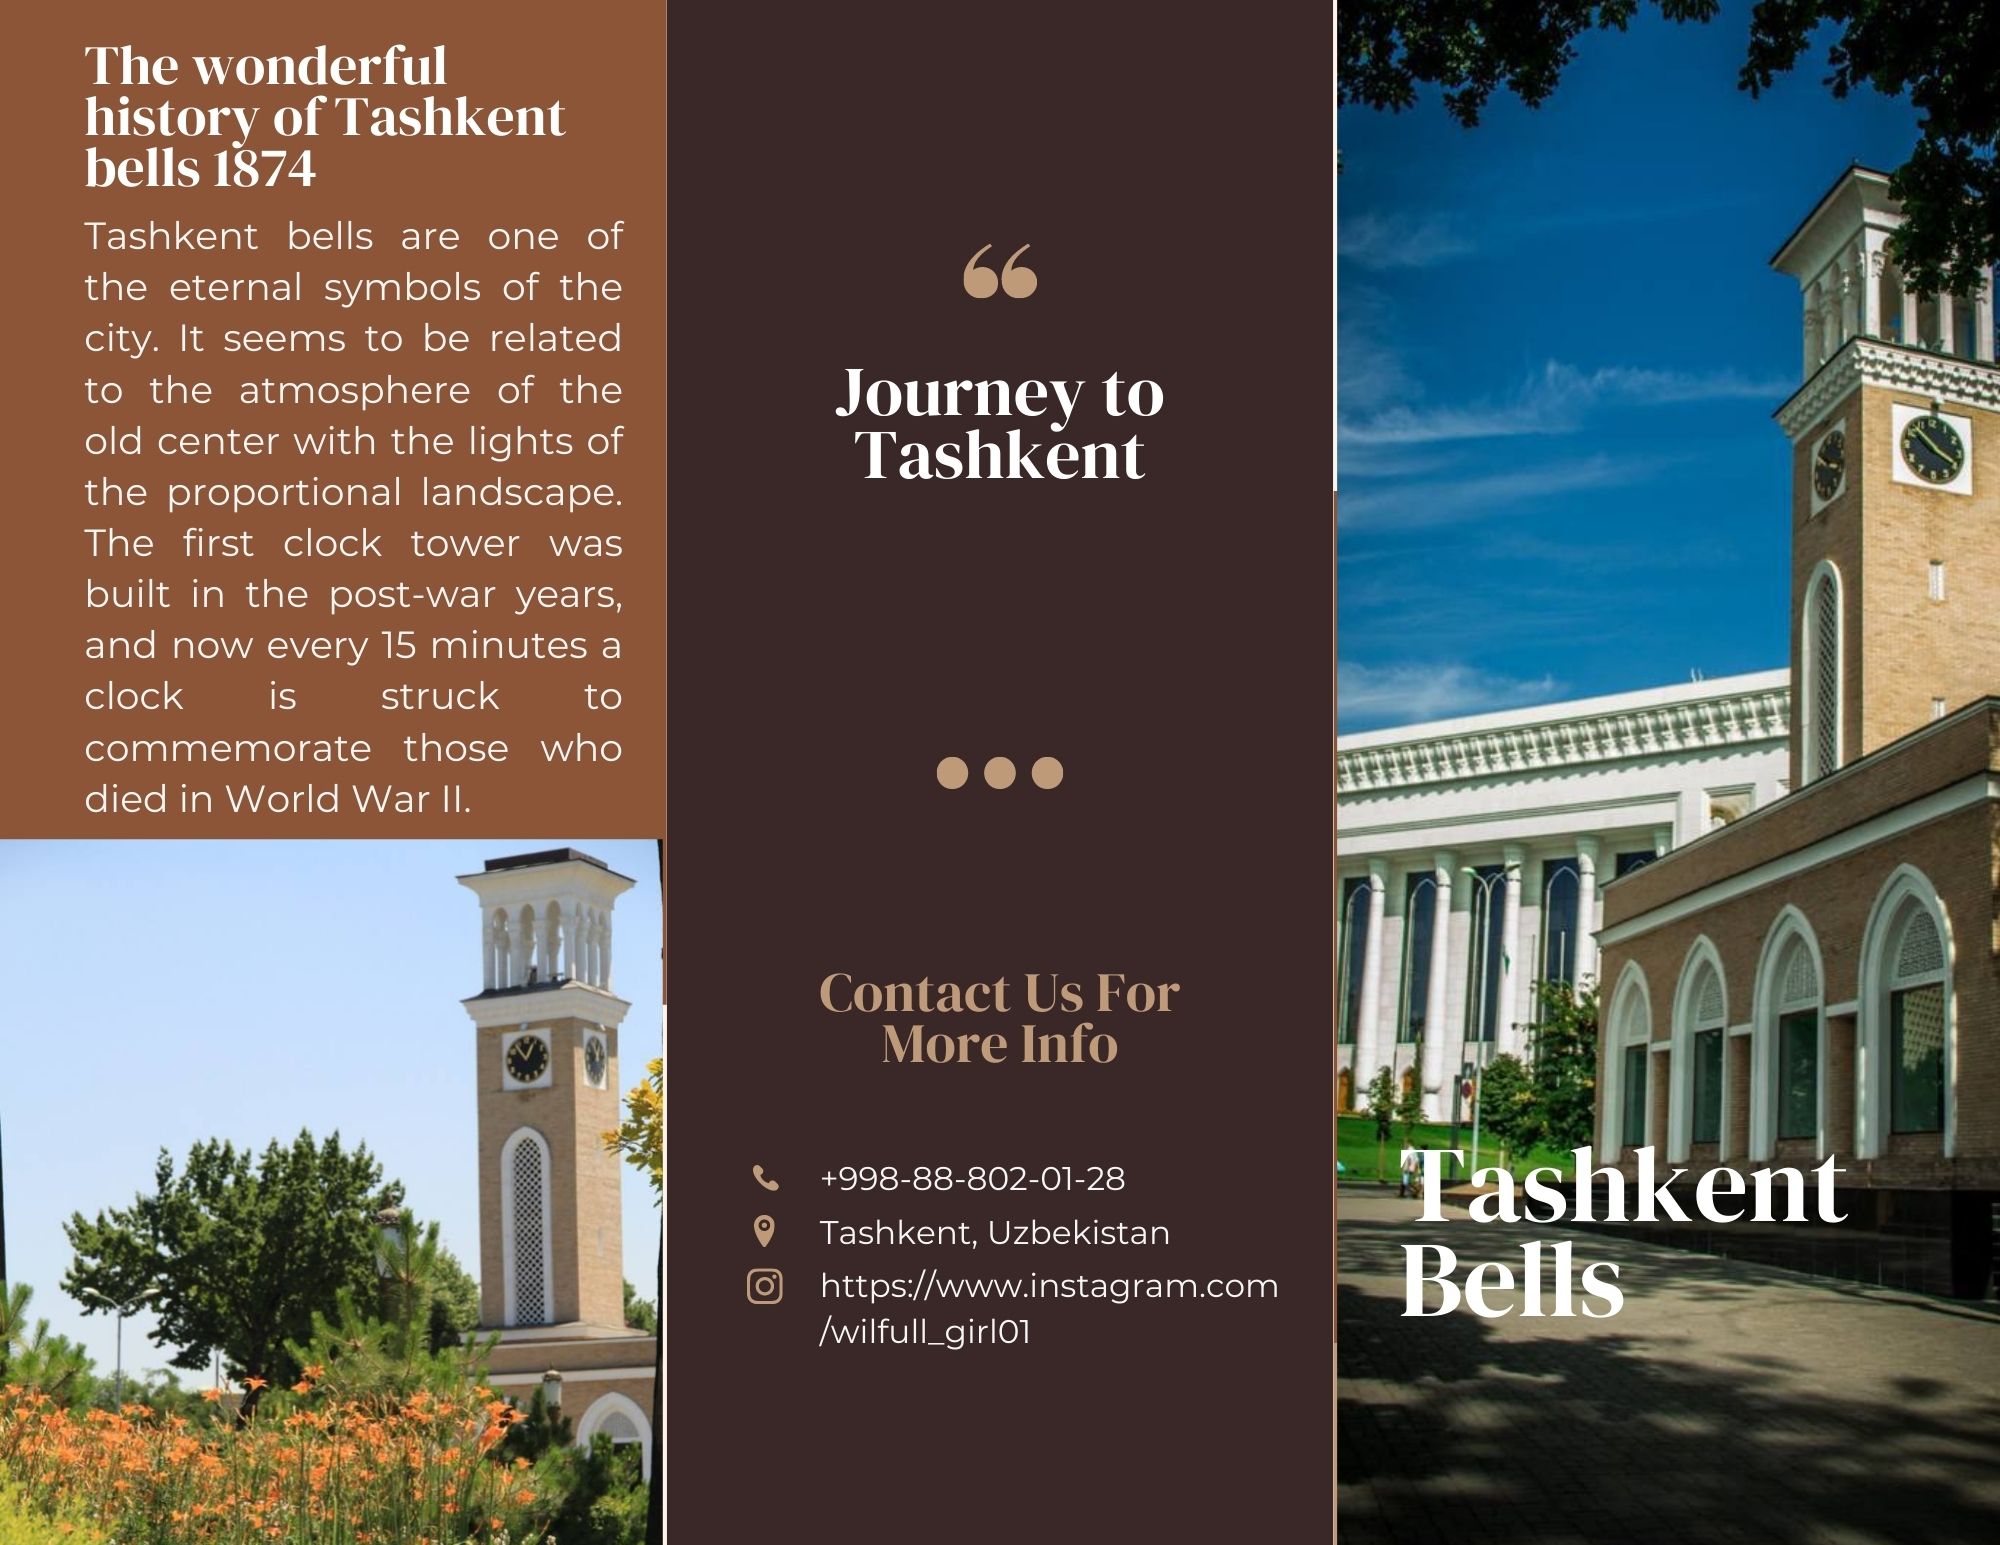 The wonderful
history of Tashkent
bells 1874
Tashkent bells are one of
the eternal symbols of the
city. It seems to be related
to the atmosphere of the
old center with the lights of
the proportional landscape.
The first clock tower was
built in the post-war years,
and now every 15 minutes a
clock is struck to
commemorate those who
died in World War II.
“
Journey to
Tashkent
Contact Us For
More Info
+998-88-802-01-28
Tashkent, Uzbekistan
https://www.instagram.com
/wilfull_girl01
Tashkent
Bells